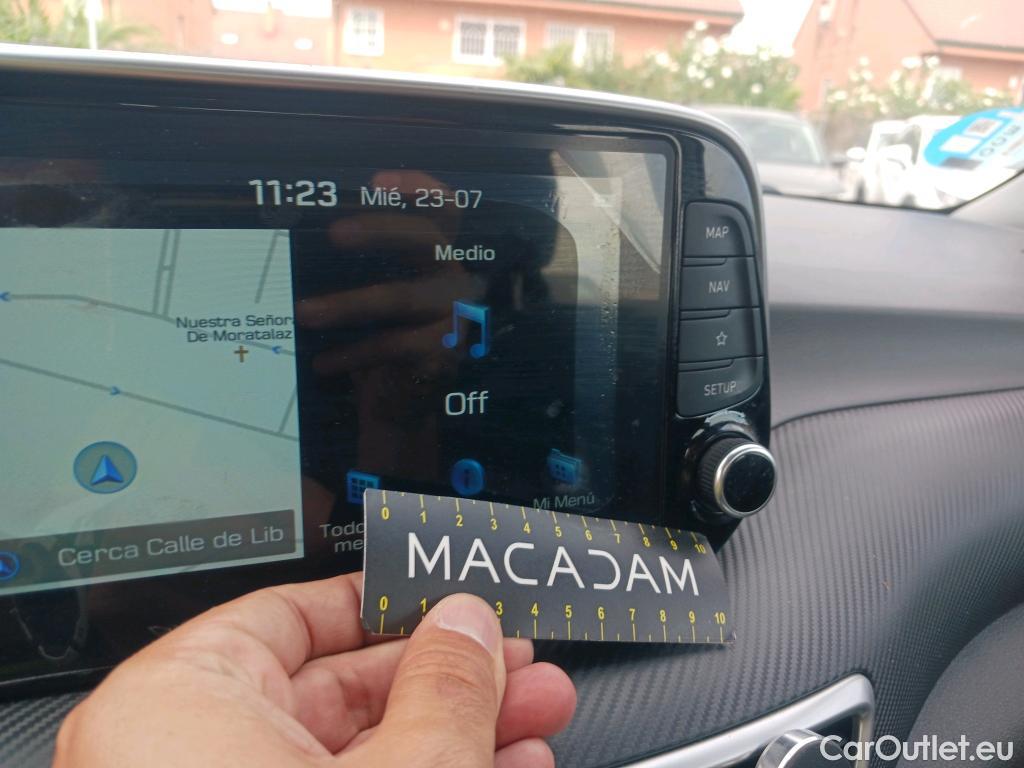 11:23 Mié, 23-07
Medio
MAP
NAV
SETUP
Nuestra Señor
De Moratalaz
Off
Mi Menú
Cerca Calle de Lib
0 1 2 3 4 5 6 7 8 9 10
MACADAM
0 1 3 4 5 6 7 8 9 10
CarOutlet.eu